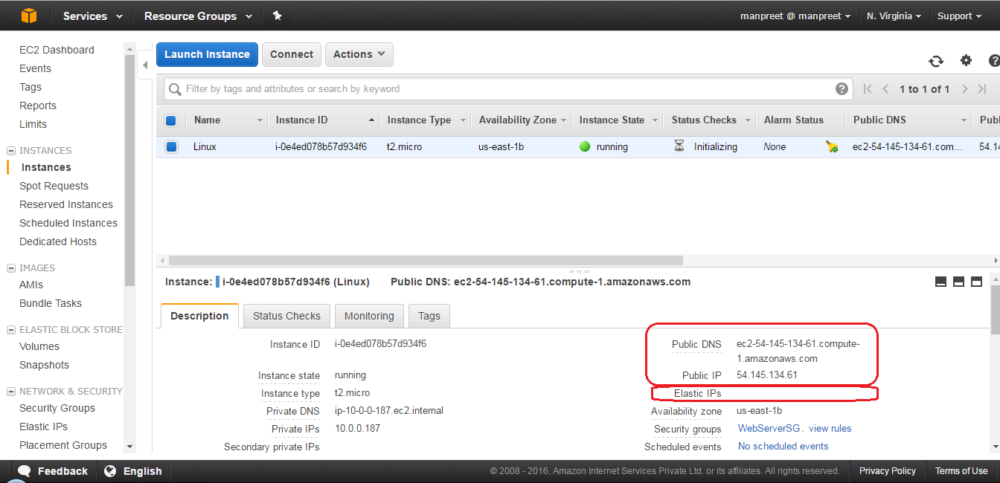 Services Resource Groups manpreet @ manpreet N. Virginia Support
EC2 Dashboard
Events
Tags
Reports
Limits
INSTANCES
Instances
Spot Requests
Reserved Instances
Scheduled Instances
Dedicated Hosts
IMAGES
AMIs
Bundle Tasks
ELASTIC BLOCK STORE
Volumes
Snapshots
NETWORK & SECURITY
Security Groups
Elastic IPs
Placement Groups
Launch Instance Connect Actions
Filter by tags and attributes or search by keyword ? 1 to 1 of 1
Name Instance ID Instance Type Availability Zone Instance State Status Checks Alarm Status Public DNS Publ
Linux i-0e4ed078b57d934f6 t2.micro us-east-1b running Initializing None ec2-54-145-134-61.com... 54.14
Instance: i-0e4ed078b57d934f6 (Linux) Public DNS: ec2-54-145-134-61.compute-1.amazonaws.com
Description Status Checks Monitoring Tags
Instance ID i-0e4ed078b57d934f6
Instance state running
Instance type t2.micro
Private DNS ip-10-0-0-187.ec2.internal
Private IPs 10.0.0.187
Secondary private IPs
Public DNS ec2-54-145-134-61.compute-
1.amazonaws.com
Public IP 54.145.134.61
Elastic IPs
Availability zone us-east-1b
Security groups WebServerSG. view rules
Scheduled events No scheduled events
Feedback English © 2008 - 2016, Amazon Internet Services Private Ltd. or its affiliates. All rights reserved. Privacy Policy Terms of Use